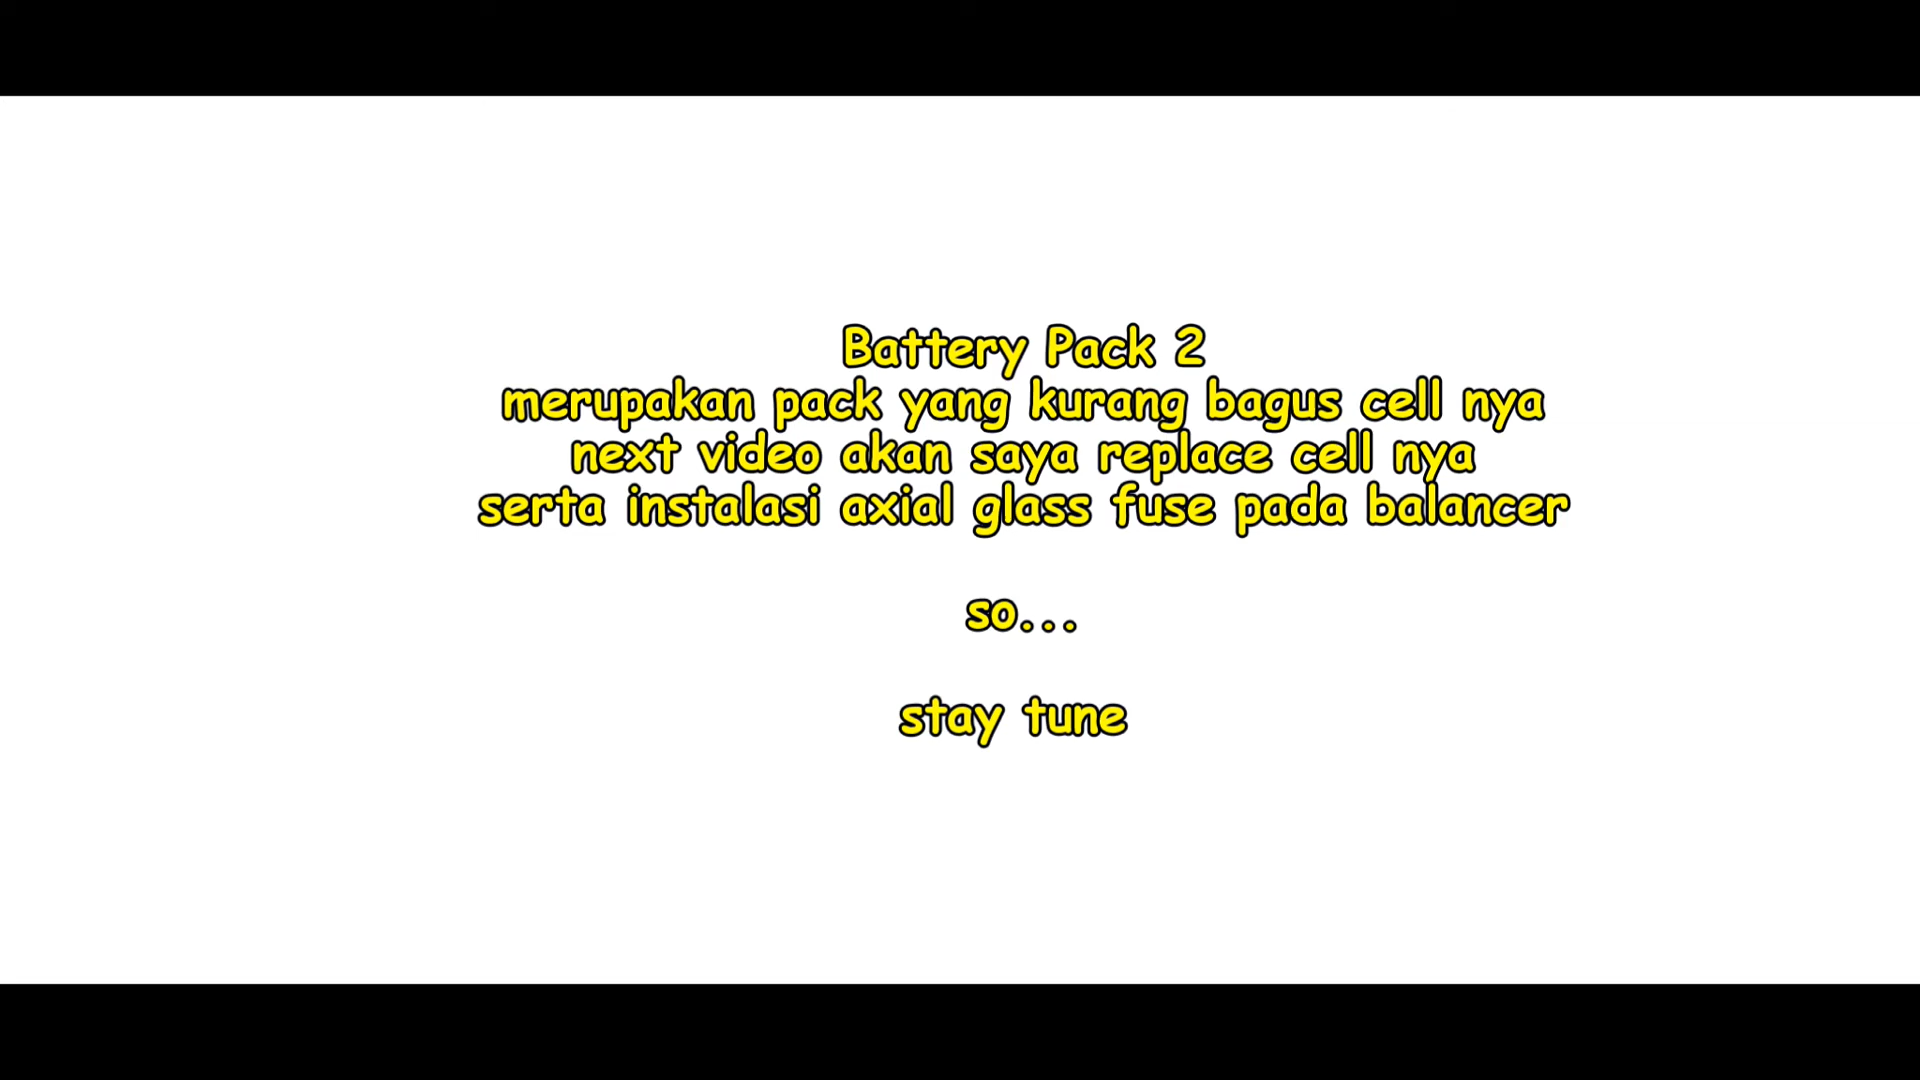 Battery Pack 2
merupakan pack yang kurang bagus cell nya
next video akan saya replace cell nya
serta instalasi axial glass fuse pada balancer
so...
stay tune